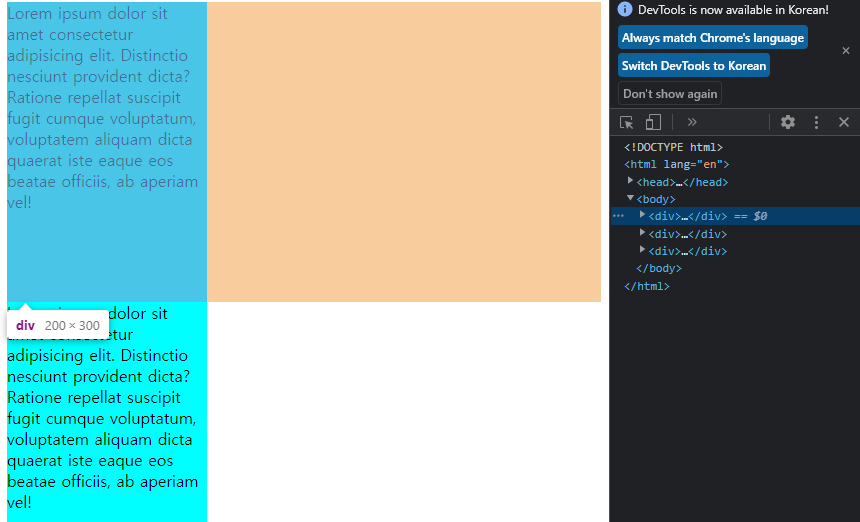 Lorem ipsum dolor sit
amet consectetur
adipisicing elit. Distinctio
nesciunt provident dicta?
Ratione repellat suscipit
fugit cumque voluptatum,
voluptatem aliquam dicta
quaerat iste eaque eos
beatae officiis, ab aperiam
vel!
dolor sit
div 200 × 300
adipisicing elit. Distinctio
nesciunt provident dicta?
Ratione repellat suscipit
fugit cumque voluptatum,
voluptatem aliquam dicta
quaerat iste eaque eos
beatae officiis, ab aperiam
vel!
DevTools is now available in Korean!
Always match Chrome's language
Switch DevTools to Korean
Don't show again
<!DOCTYPE html>
<html lang="en">
<head>…</head>
<body>
<div>…</div> == $0
<div>…</div>
<div>…</div>
</body>
</html>